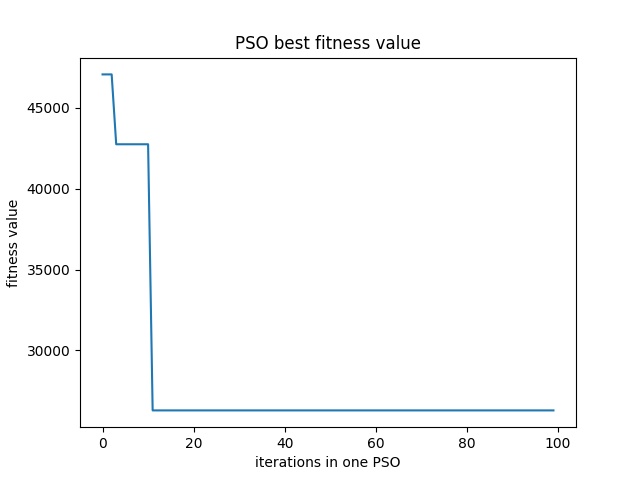 PSO best fitness value
45000
40000
35000
30000
fitness value
0 20 40 60 80 100
iterations in one PSO